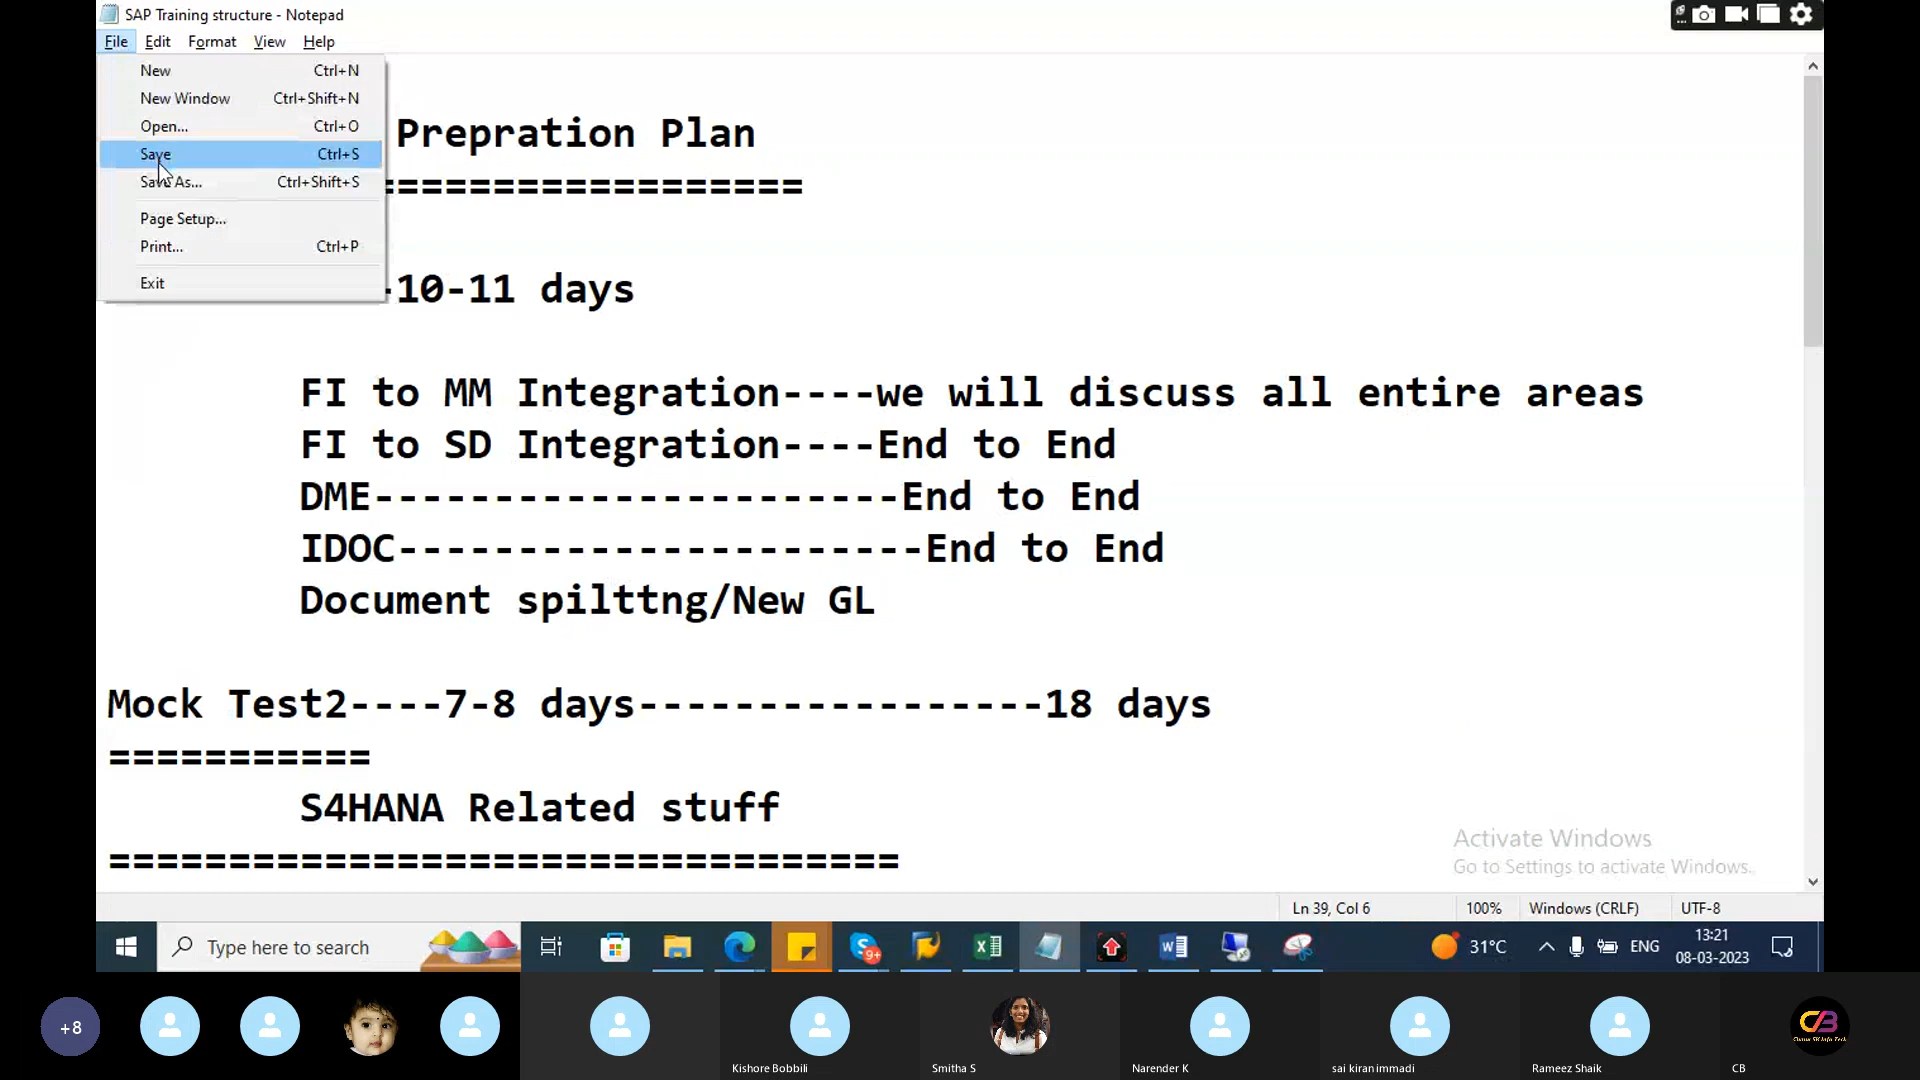 SAP Training structure - Notepad
File Edit Format View Help
New Ctrl+N
New Window Ctrl+Shift+N
Open... Ctrl+O
Save Ctrl+S
Save As... Ctrl+Shift+S
Page Setup...
Print... Ctrl+P
Exit
Prepration Plan
=================
-10-11 days
FI to MM Integration----we will discuss all entire areas
FI to SD Integration----End to End
DME----------------------End to End
IDOC----------------------End to End
Document spilttng/New GL
Mock Test2----7-8 days-----------------18 days
===========
S4HANA Related stuff
=================================
Activate Windows
Go to Settings to activate Windows.
Ln 39, Col 6 100% Windows (CRLF) UTF-8
Type here to search
9+
31°C
ENG
13:21
08-03-2023
+8
Kishore Bobbili
Smitha S
Narender K
sai kiran immadi
Rameez Shaik
CB